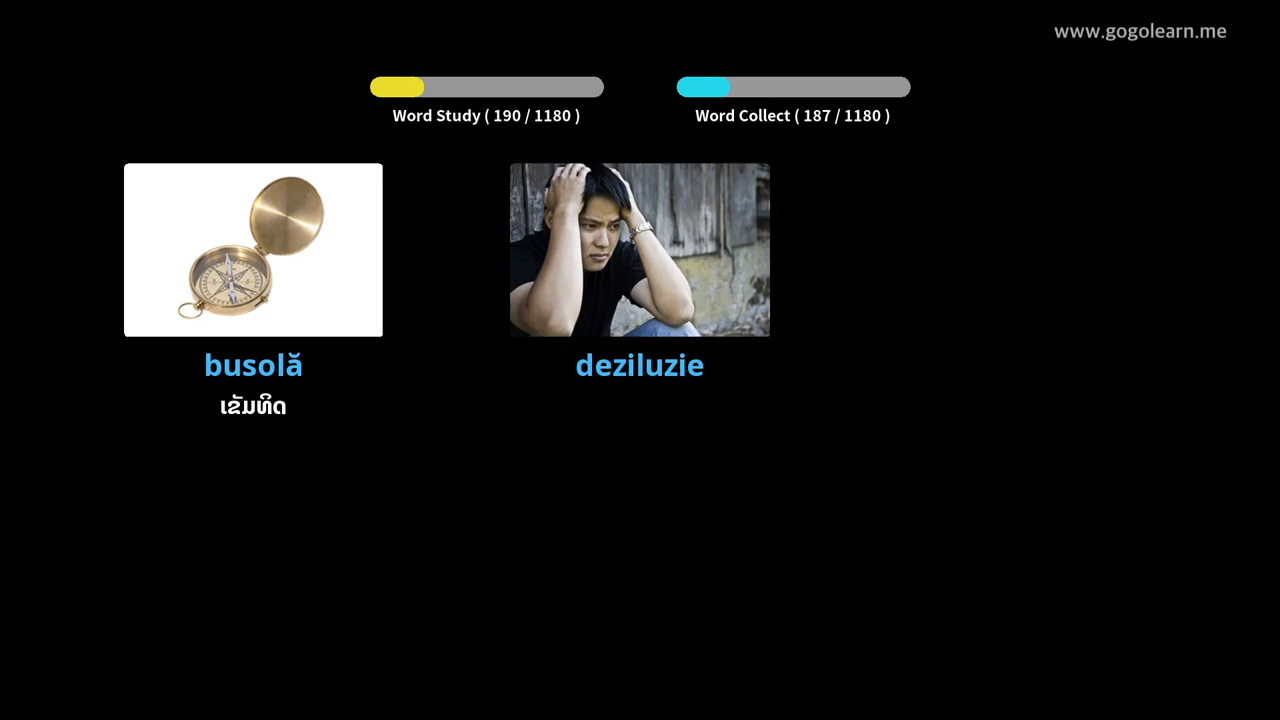 www.gogolearn.me
Word Study ( 190 / 1180 )
Word Collect ( 187 / 1180 )
busolă
deziluzie
ເຂັມທິດ